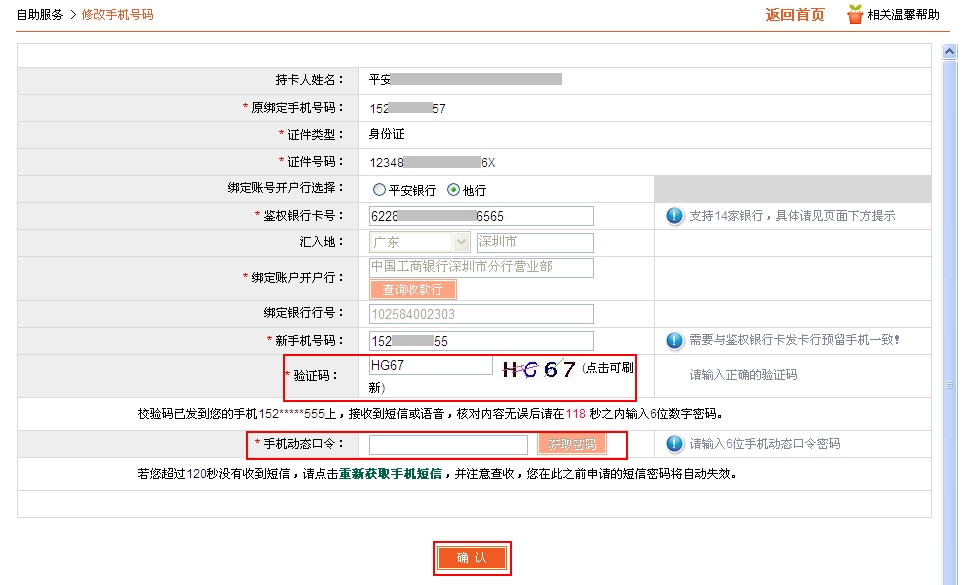 自助服务 > 修改手机号码 返回首页 相关温馨帮助
持卡人姓名： 平安
* 原绑定手机号码： 152 57
* 证件类型： 身份证
* 证件号码： 12348 6X
绑定账号开户行选择： 平安银行 他行
* 鉴权银行卡号： 6228 6565 支持14家银行，具体请见页面下方提示
汇入地： 广东 深圳市
* 绑定账户开户行： 中国工商银行深圳市分行营业部
查询收款行
绑定银行行号： 102584002303
* 新手机号码： 152 55 需要与鉴权银行卡发卡行预留手机一致!
* 验证码： HG67 HG67 (点击可刷新) 请输入正确的验证码
校验码已发到您的手机152*****555上，接收到短信或语音，核对内容无误后请在118 秒之内输入6位数字密码。
* 手机动态口令： 获取密码 请输入6位手机动态口令密码
若您超过120秒没有收到短信，请点击重新获取手机短信，并注意查收，您在此之前申请的短信密码将自动失效。
确 认